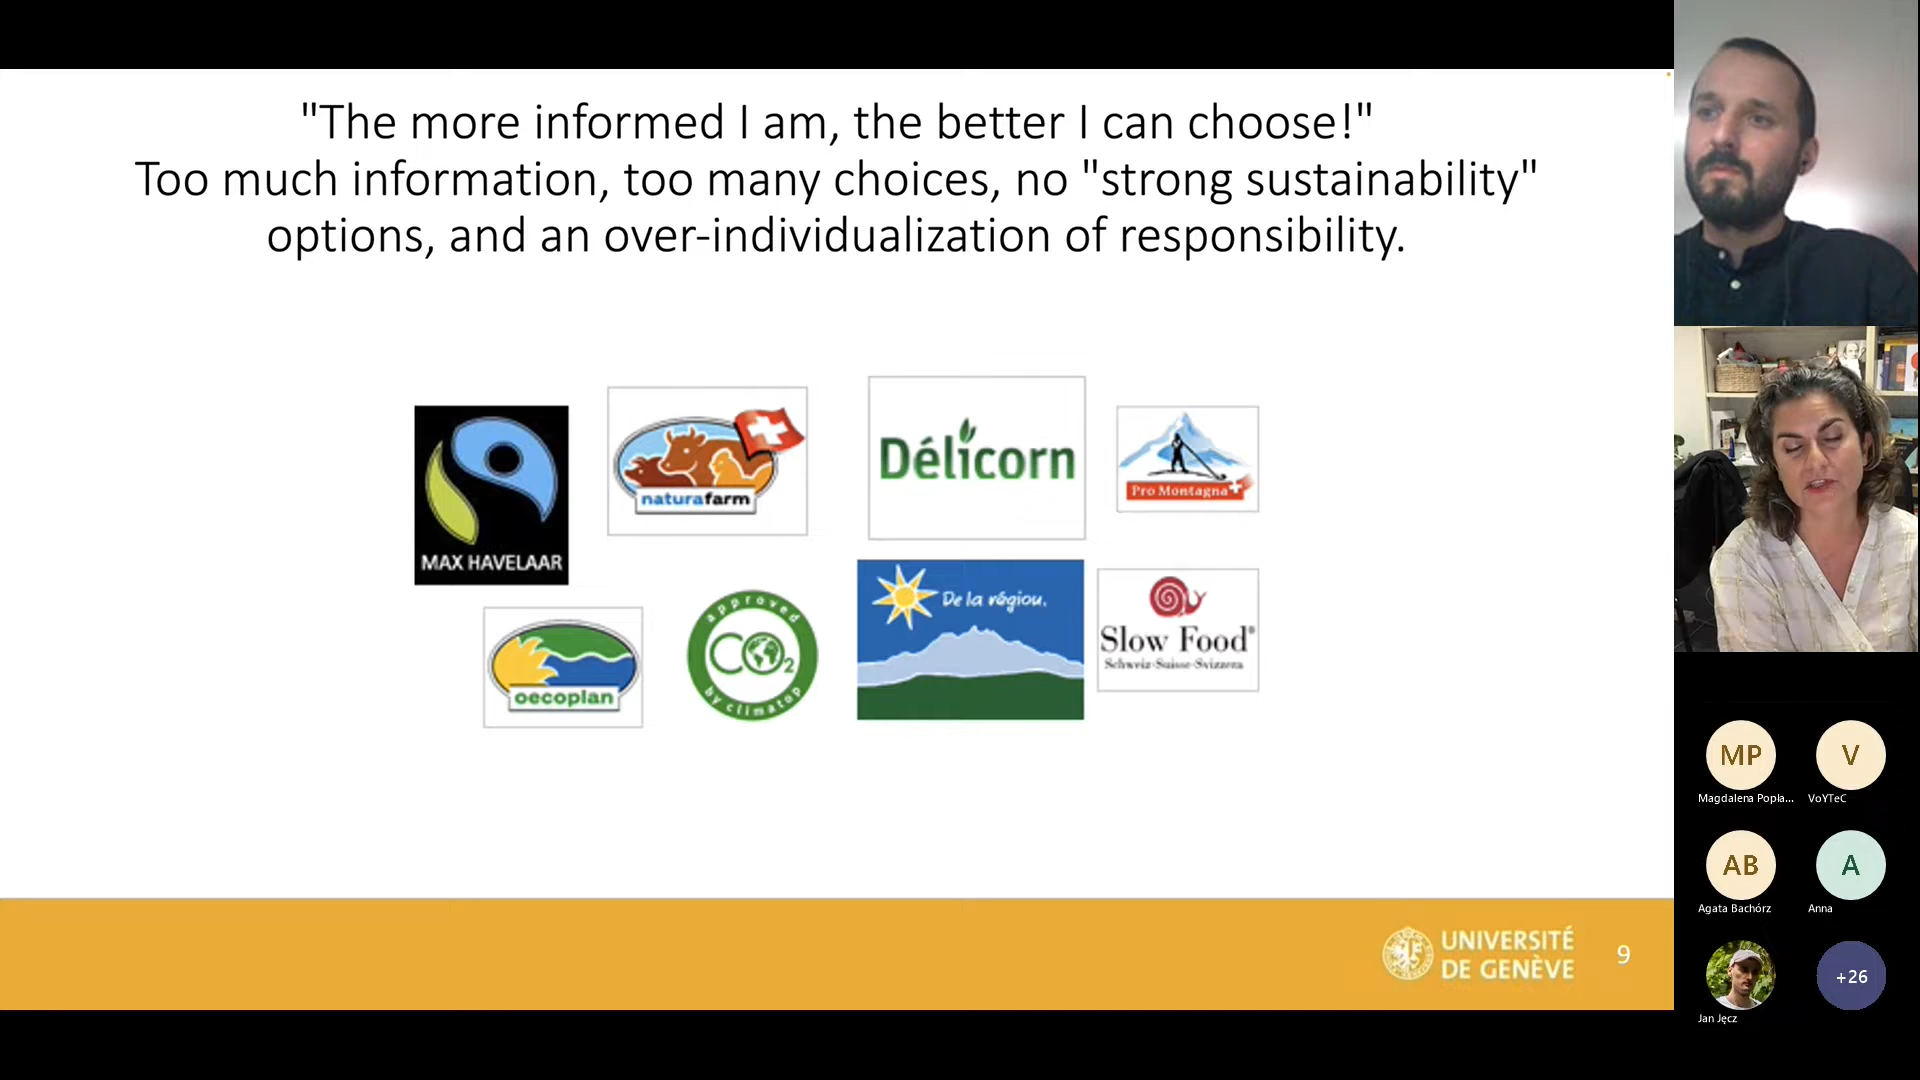 "The more informed I am, the better I can choose!"
Too much information, too many choices, no "strong sustainability"
options, and an over-individualization of responsibility.
MAX HAVELAAR
naturafarm
Délicorn
Pro Montagna
oecoplan
approved
CO2
by climatop
De la région.
Slow Food®
Schweiz·Suisse·Svizzera
UNIVERSITÉ
DE GENÈVE
9
MP
Magdalena Popła...
V
VoYTeC
AB
Agata Bachórz
A
Anna
Jan Jęcz
+26